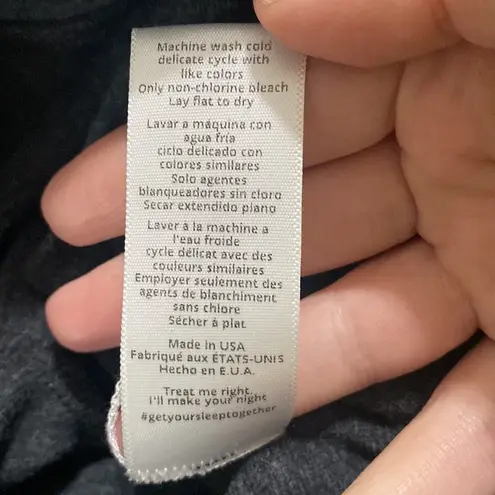 Machine wash cold
delicate cycle with
like colors
Only non-chlorine bleach
Lay flat to dry
Lavar a máquina con
agua fría
ciclo delicado con
colores similares
Solo agentes
blanqueadores sin cloro
Secar extendido plano
Laver à la machine a
l'eau froide
cycle délicat avec des
couleurs similaires
Employer seulement des
agents de blanchiment
sans chlore
Sécher à plat
Made in USA
Fabriqué aux ÉTATS-UNIS
Hecho en E.U.A.
Treat me right.
I'll make your night
#getyoursleeptogether